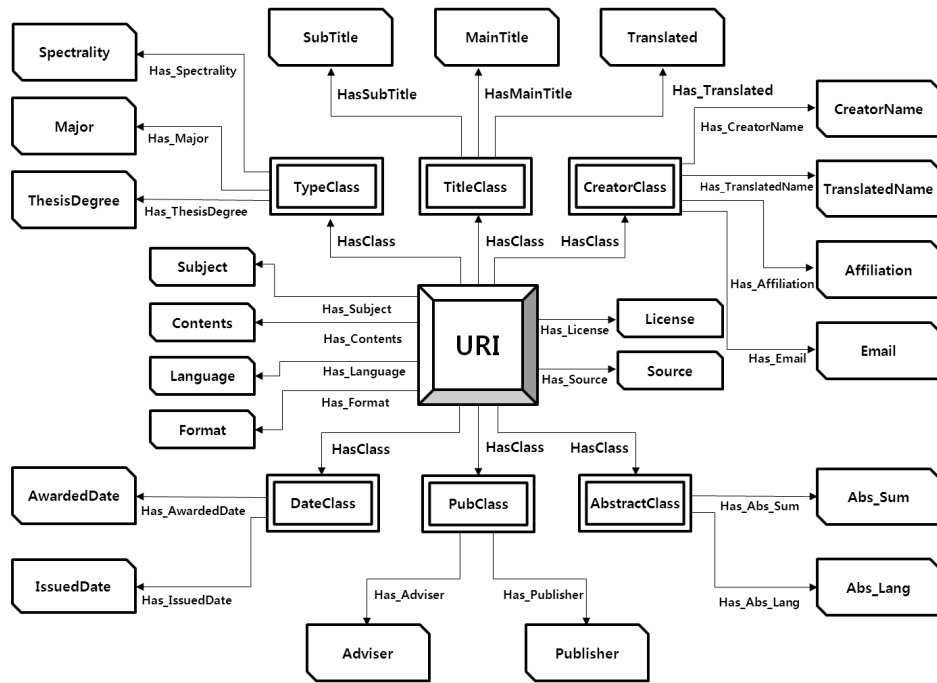 SubTitle
MainTitle
Translated
Spectrality
Has_Spectrality
HasSubTitle
HasMainTitle
Has_Translated
CreatorName
Has_CreatorName
Major
Has_Major
TypeClass
TitleClass
CreatorClass
TranslatedName
Has_TranslatedName
ThesisDegree
Has_ThesisDegree
HasClass
HasClass
HasClass
Subject
Has_Subject
Affiliation
Has_Affiliation
Contents
Has_Contents
URI
License
Has_License
Email
Has_Email
Language
Has_Language
Source
Has_Source
Format
Has_Format
HasClass
HasClass
HasClass
AwardedDate
Has_AwardedDate
DateClass
PubClass
AbstractClass
Abs_Sum
Has_Abs_Sum
IssuedDate
Has_IssuedDate
Has_Adviser
Has_Publisher
Abs_Lang
Has_Abs_Lang
Adviser
Publisher